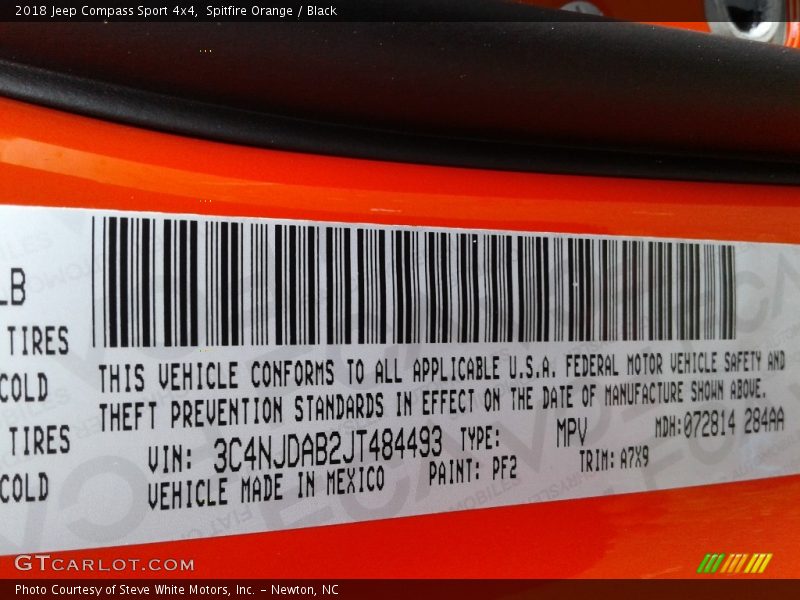 2018 Jeep Compass Sport 4x4, Spitfire Orange / Black
LB
TIRES
COLD
TIRES
COLD
THIS VEHICLE CONFORMS TO ALL APPLICABLE U.S.A. FEDERAL MOTOR VEHICLE SAFETY AND
THEFT PREVENTION STANDARDS IN EFFECT ON THE DATE OF MANUFACTURE SHOWN ABOVE.
VIN: 3C4NJDAB2JT484493 TYPE: MPV MDH:072814 284AA
VEHICLE MADE IN MEXICO PAINT: PF2 TRIM: A7X9
GTCARLOT.COM
Photo Courtesy of Steve White Motors, Inc. – Newton, NC